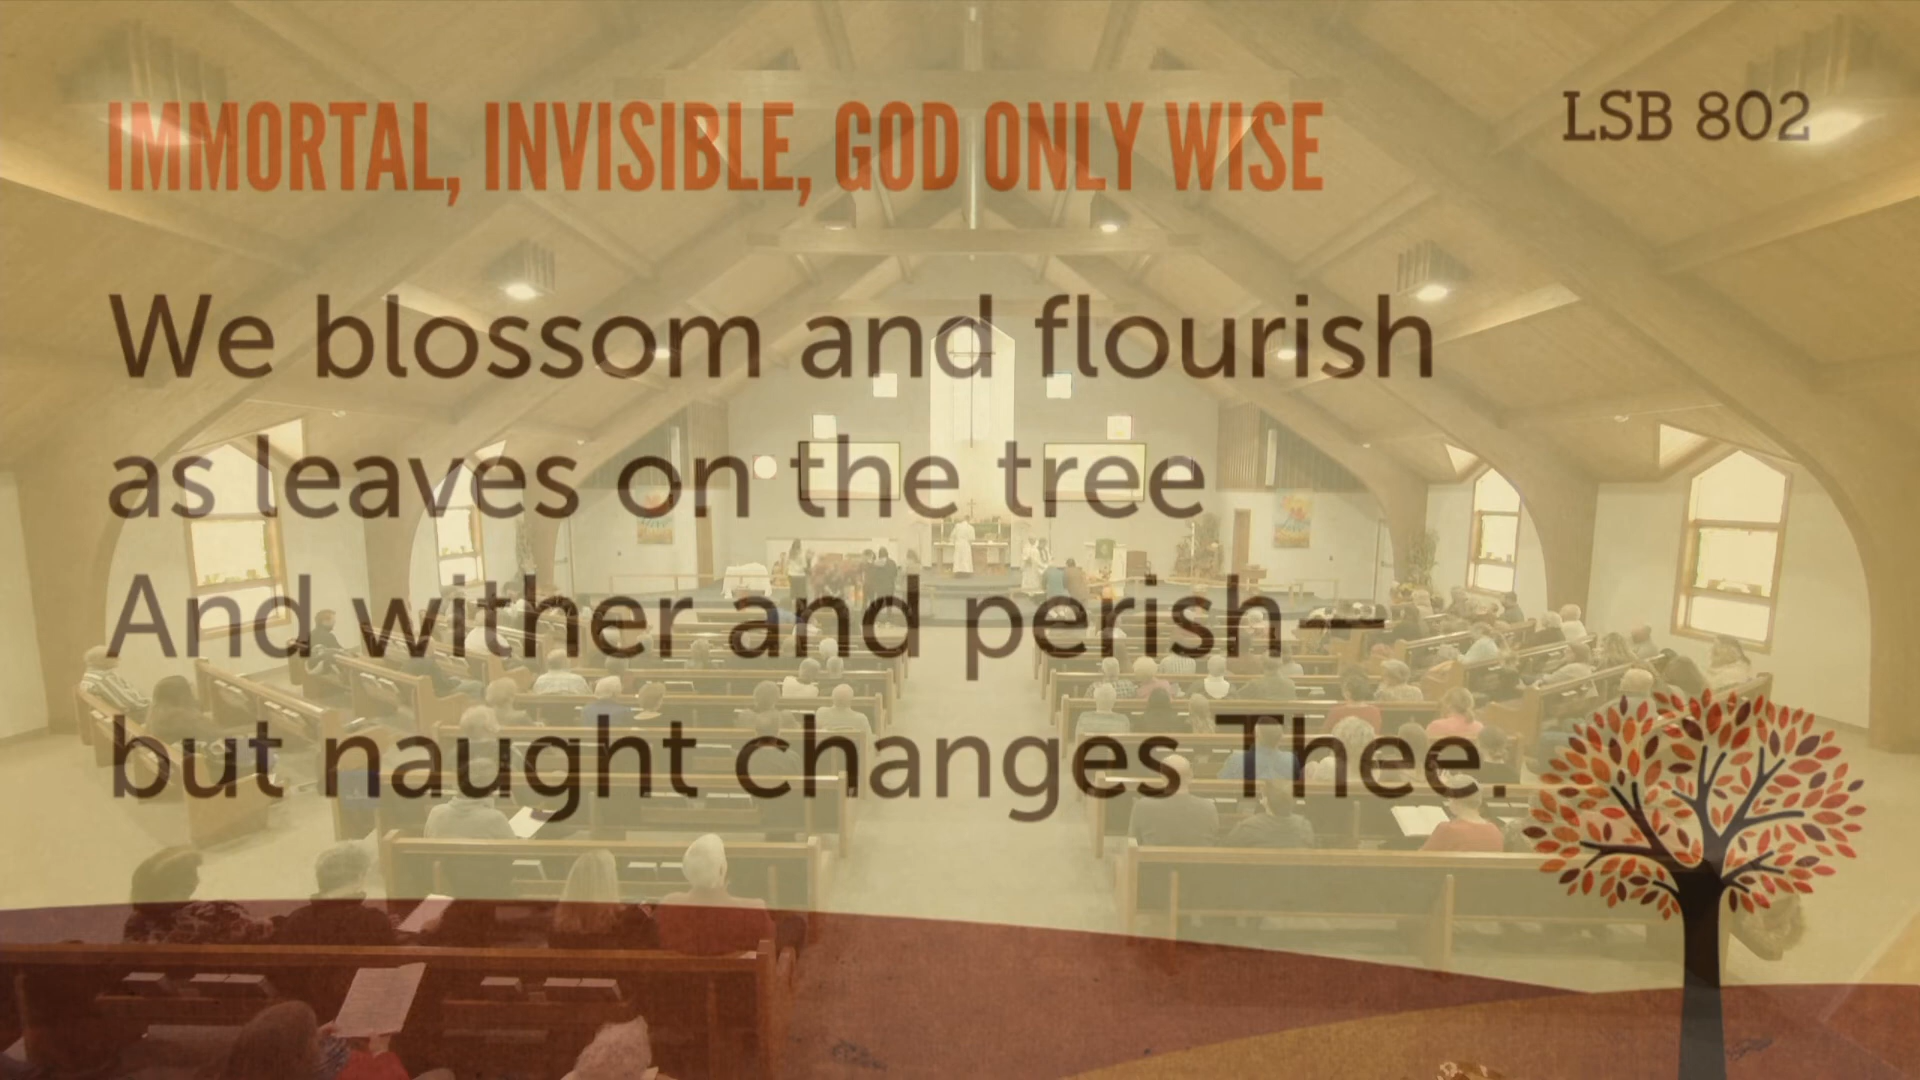 IMMORTAL, INVISIBLE, GOD ONLY WISE
LSB 802
We blossom and flourish
as leaves on the tree
And wither and perish—
but naught changes Thee.